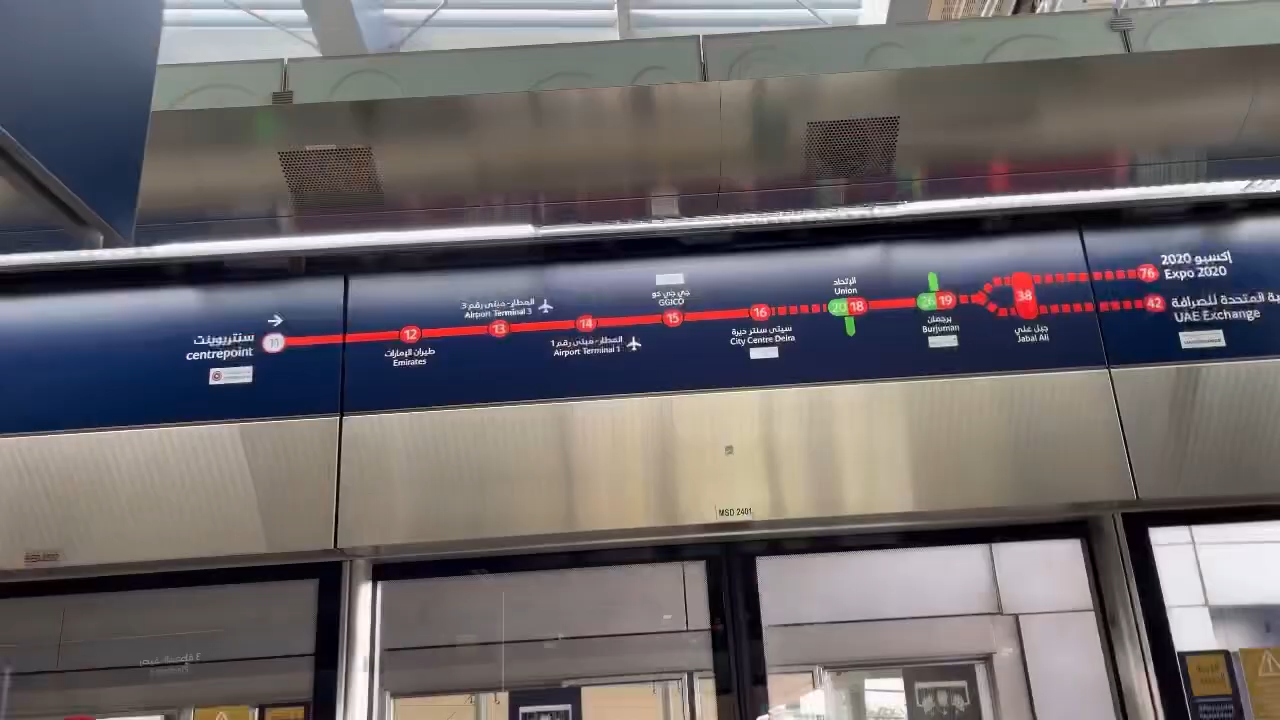 سنتربوينت
centrepoint
11
12
طيران الإمارات
Emirates
المطار-مبنى رقم 3
Airport Terminal 3
13
14
المطار-مبنى رقم 1
Airport Terminal 1
جي جي كو
GGICO
15
16
سيتي سنتر ديرة
City Centre Deira
الإتحاد
Union
20 18
26 19
برجمان
Burjuman
38
جبل علي
Jabal Ali
إكسبو 2020
76 Expo 2020
42
المتحدة للصرافة
UAE Exchange
MSD 2401